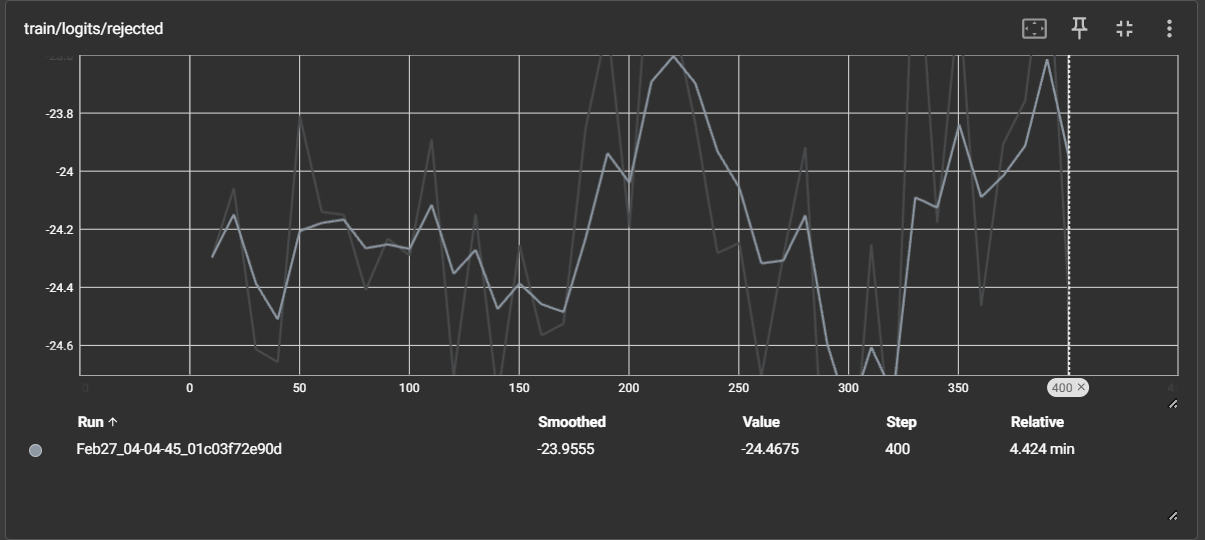 train/logits/rejected
-23.8
-24
-24.2
-24.4
-24.6
0 50 100 150 200 250 300 350 400 ×
Run ↑ Smoothed Value Step Relative
Feb27_04-04-45_01c03f72e90d -23.9555 -24.4675 400 4.424 min